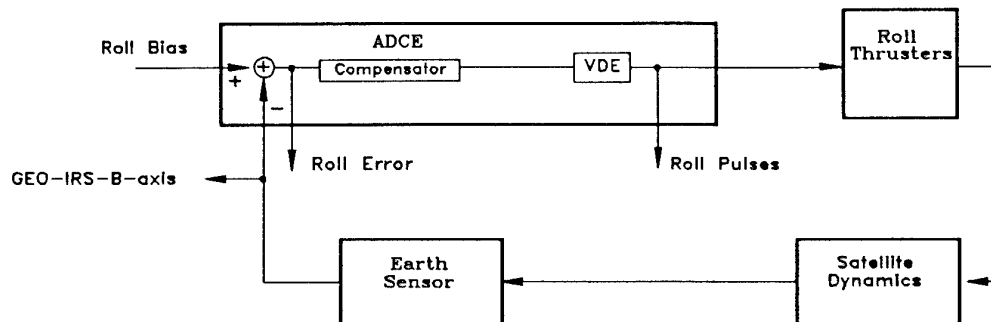 Roll Bias
ADCE
Compensator
VDE
Roll
Thrusters
+
+
−
Roll Error
Roll Pulses
GEO-IRS-B-axis
Earth
Sensor
Satellite
Dynamics